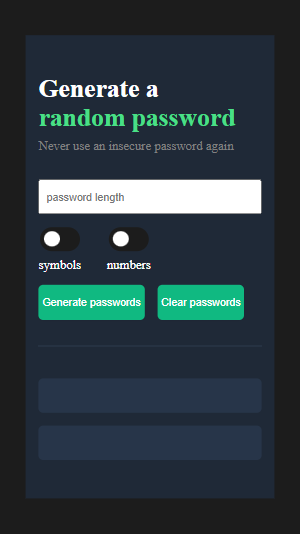 Generate a
random password
Never use an insecure password again
password length
symbols numbers
Generate passwords Clear passwords